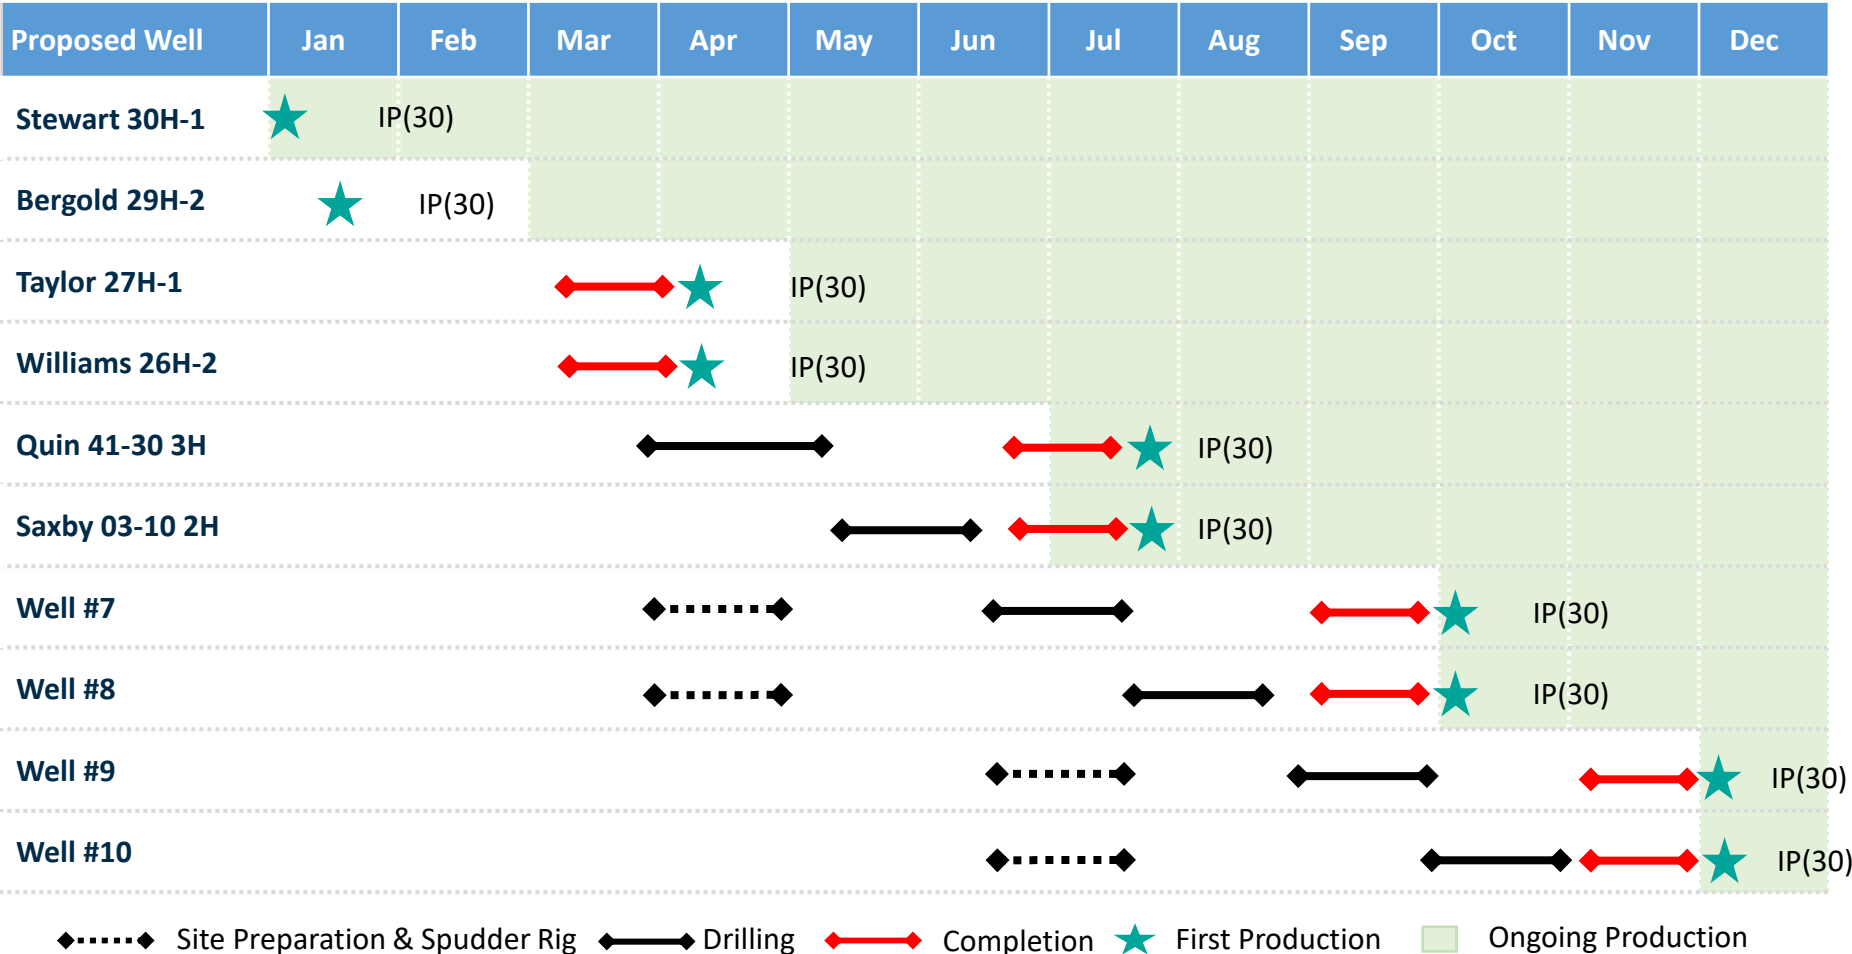 Proposed Well Jan Feb Mar Apr May Jun Jul Aug Sep Oct Nov Dec
Stewart 30H-1 IP(30)
Bergold 29H-2 IP(30)
Taylor 27H-1 IP(30)
Williams 26H-2 IP(30)
Quin 41-30 3H IP(30)
Saxby 03-10 2H IP(30)
Well #7 IP(30)
Well #8 IP(30)
Well #9 IP(30)
Well #10 IP(30)
Site Preparation & Spudder Rig Drilling Completion First Production Ongoing Production